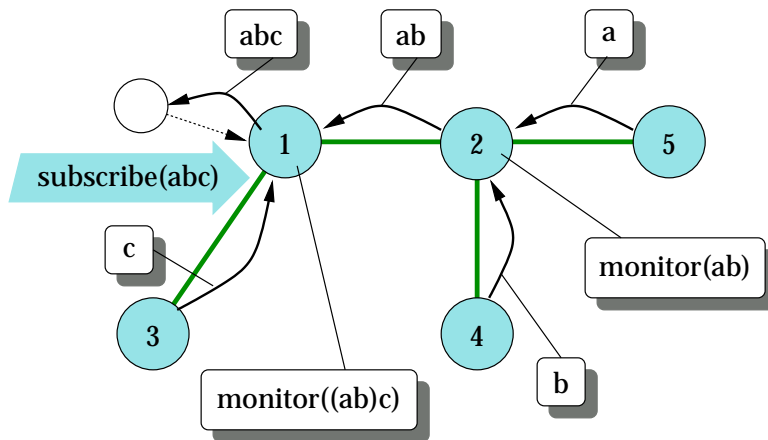 abc
ab
a
1
2
5
subscribe(abc)
c
monitor(ab)
3
4
b
monitor((ab)c)